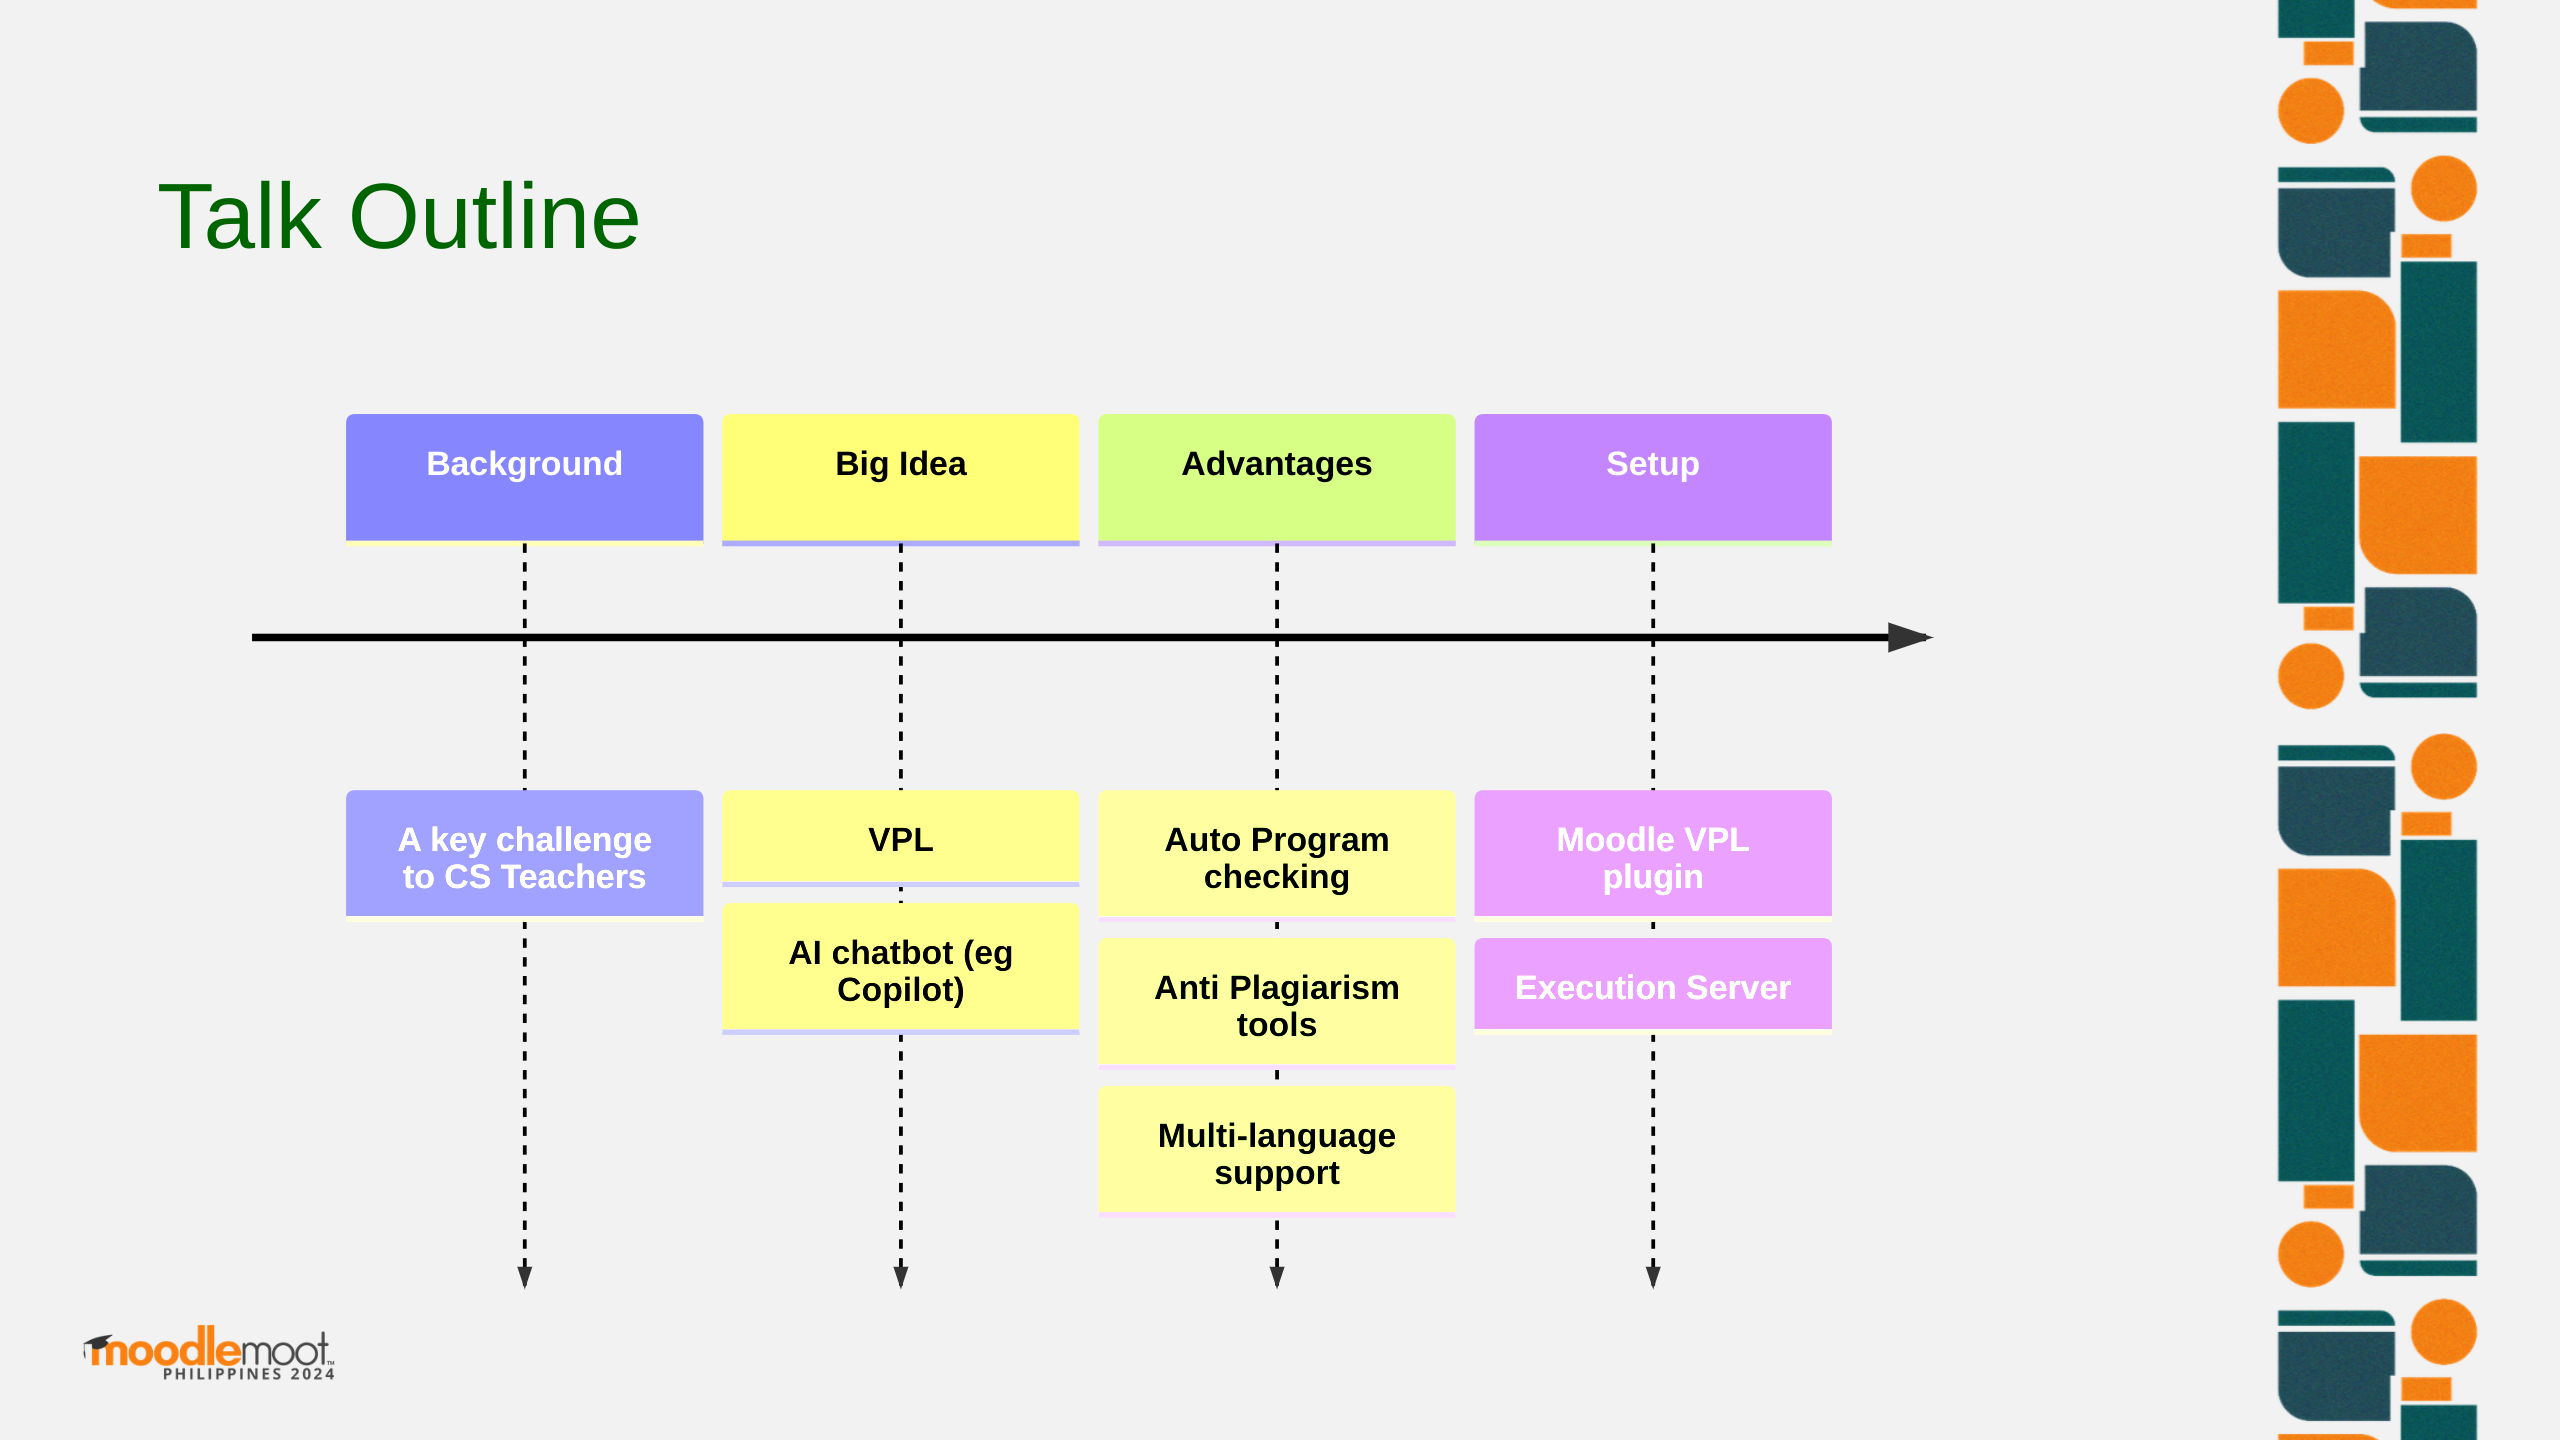 Talk Outline
Background
Big Idea
Advantages
Setup
A key challenge
to CS Teachers
VPL
AI chatbot (eg
Copilot)
Auto Program
checking
Anti Plagiarism
tools
Multi-language
support
Moodle VPL
plugin
Execution Server
moodlemoot™
PHILIPPINES 2024